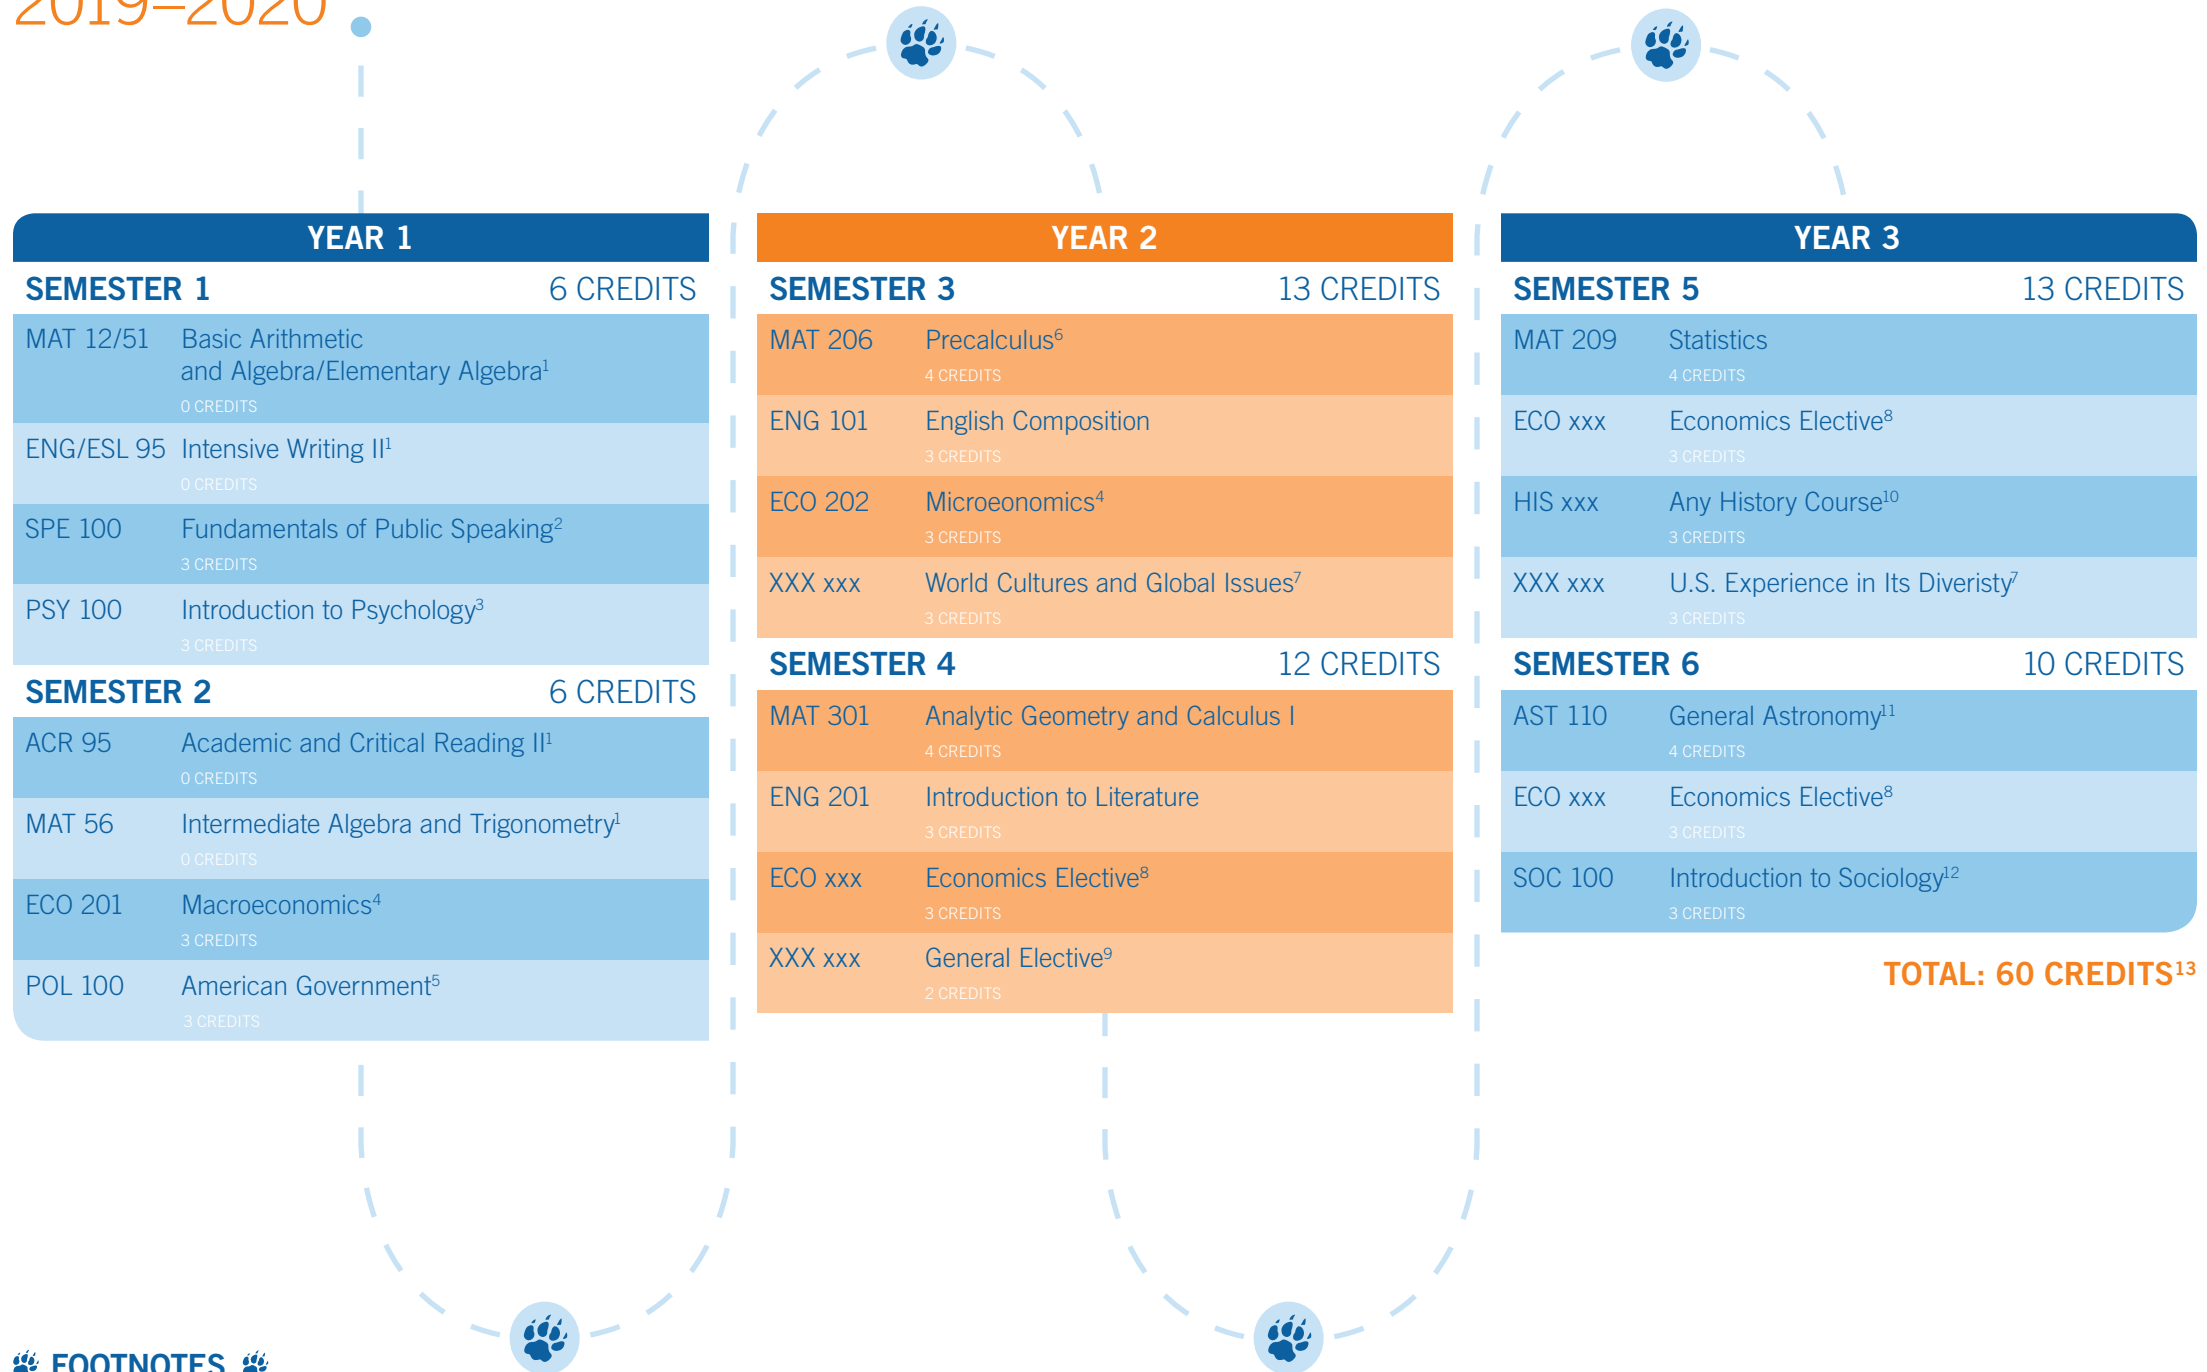 2019–2020
YEAR 1
SEMESTER 1 6 CREDITS
MAT 12/51 Basic Arithmetic
and Algebra/Elementary Algebra¹
0 CREDITS
ENG/ESL 95 Intensive Writing II¹
0 CREDITS
SPE 100 Fundamentals of Public Speaking²
3 CREDITS
PSY 100 Introduction to Psychology³
3 CREDITS
SEMESTER 2 6 CREDITS
ACR 95 Academic and Critical Reading II¹
0 CREDITS
MAT 56 Intermediate Algebra and Trigonometry¹
0 CREDITS
ECO 201 Macroeconomics⁴
3 CREDITS
POL 100 American Government⁵
3 CREDITS
YEAR 2
SEMESTER 3 13 CREDITS
MAT 206 Precalculus⁶
4 CREDITS
ENG 101 English Composition
3 CREDITS
ECO 202 Microeonomics⁴
3 CREDITS
XXX xxx World Cultures and Global Issues⁷
3 CREDITS
SEMESTER 4 12 CREDITS
MAT 301 Analytic Geometry and Calculus I
4 CREDITS
ENG 201 Introduction to Literature
3 CREDITS
ECO xxx Economics Elective⁸
3 CREDITS
XXX xxx General Elective⁹
2 CREDITS
YEAR 3
SEMESTER 5 13 CREDITS
MAT 209 Statistics
4 CREDITS
ECO xxx Economics Elective⁸
3 CREDITS
HIS xxx Any History Course¹⁰
3 CREDITS
XXX xxx U.S. Experience in Its Diveristy⁷
3 CREDITS
SEMESTER 6 10 CREDITS
AST 110 General Astronomy¹¹
4 CREDITS
ECO xxx Economics Elective⁸
3 CREDITS
SOC 100 Introduction to Sociology¹²
3 CREDITS
TOTAL: 60 CREDITS¹³
FOOTNOTES